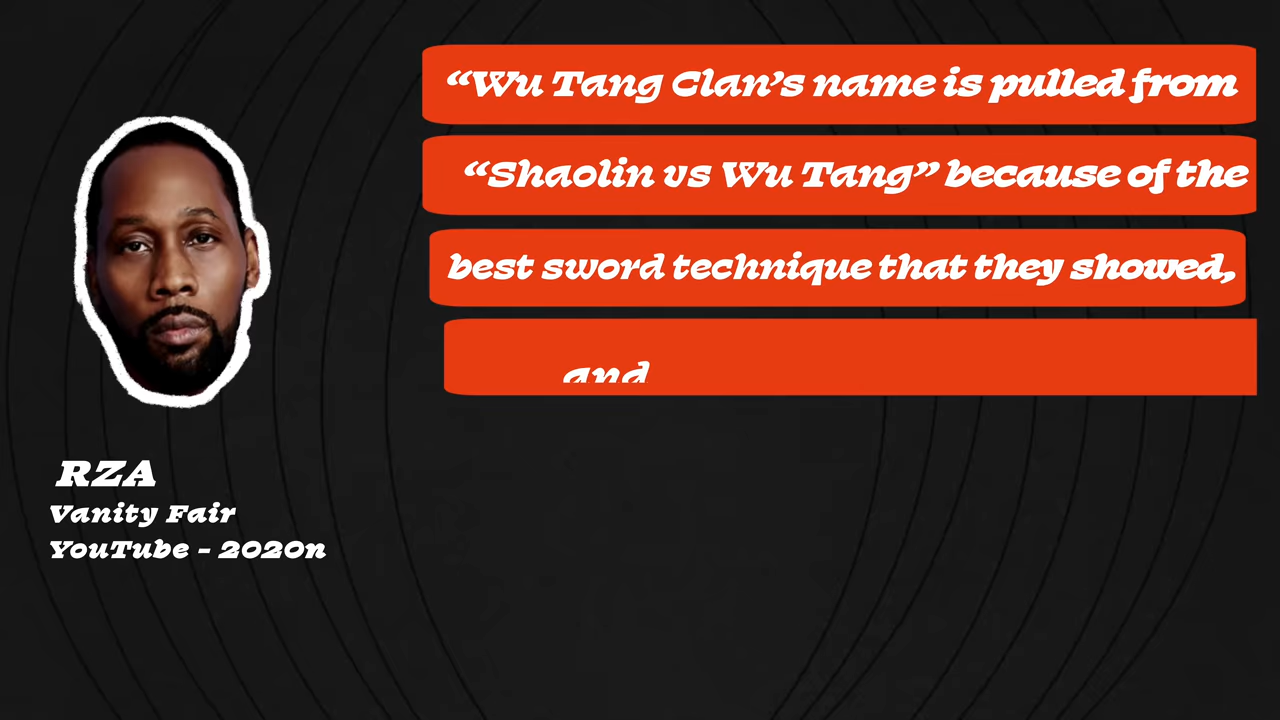 “Wu Tang Clan’s name is pulled from
“Shaolin vs Wu Tang” because of the
best sword technique that they showed,
and
RZA
Vanity Fair
YouTube - 2020n